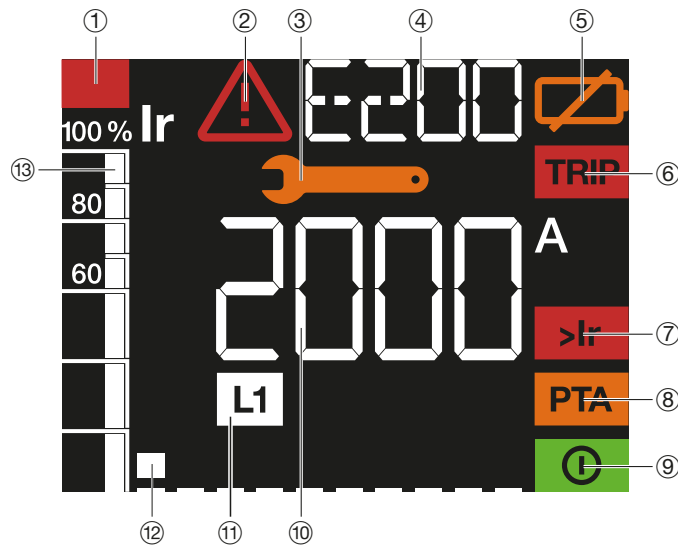 ① ② ③ ④ ⑤
E200
100 % Ir
TRIP ⑥
⑬
80
2000 A
60
>Ir ⑦
L1 PTA ⑧
⑨
⑫ ⑪ ⑩